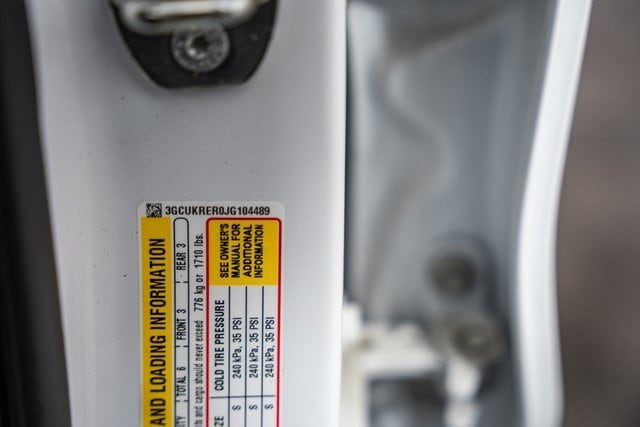 3GCUKRER0JG104489
AND LOADING INFORMATION
TOTAL 6 FRONT 3 REAR 3
and cargo should never exceed 776 kg or 1710 lbs.
SEE OWNER'S
MANUAL FOR
ADDITIONAL
INFORMATION
COLD TIRE PRESSURE
S 240 kPa, 35 PSI
S 240 kPa, 35 PSI
S 240 kPa, 35 PSI